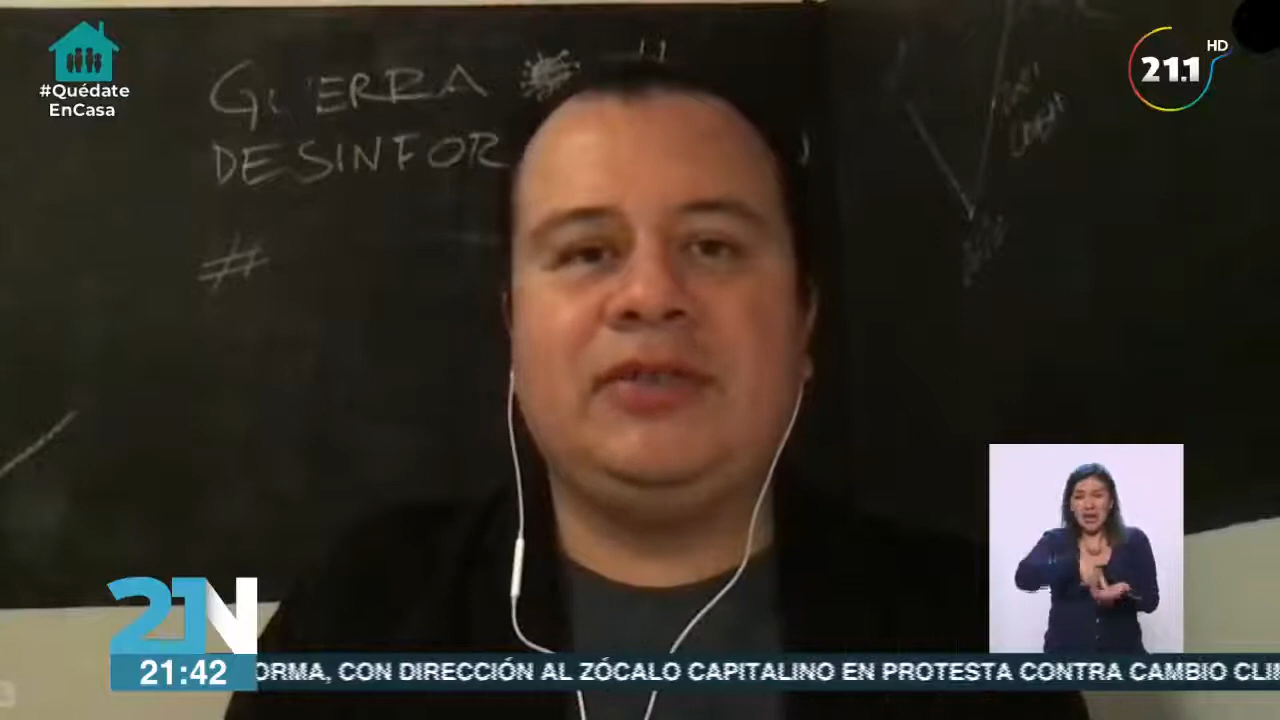 #Quédate
EnCasa
21.1 HD
GUERRA
DESINFOR
#
21N
21:42
ORMA, CON DIRECCIÓN AL ZÓCALO CAPITALINO EN PROTESTA CONTRA CAMBIO CLI